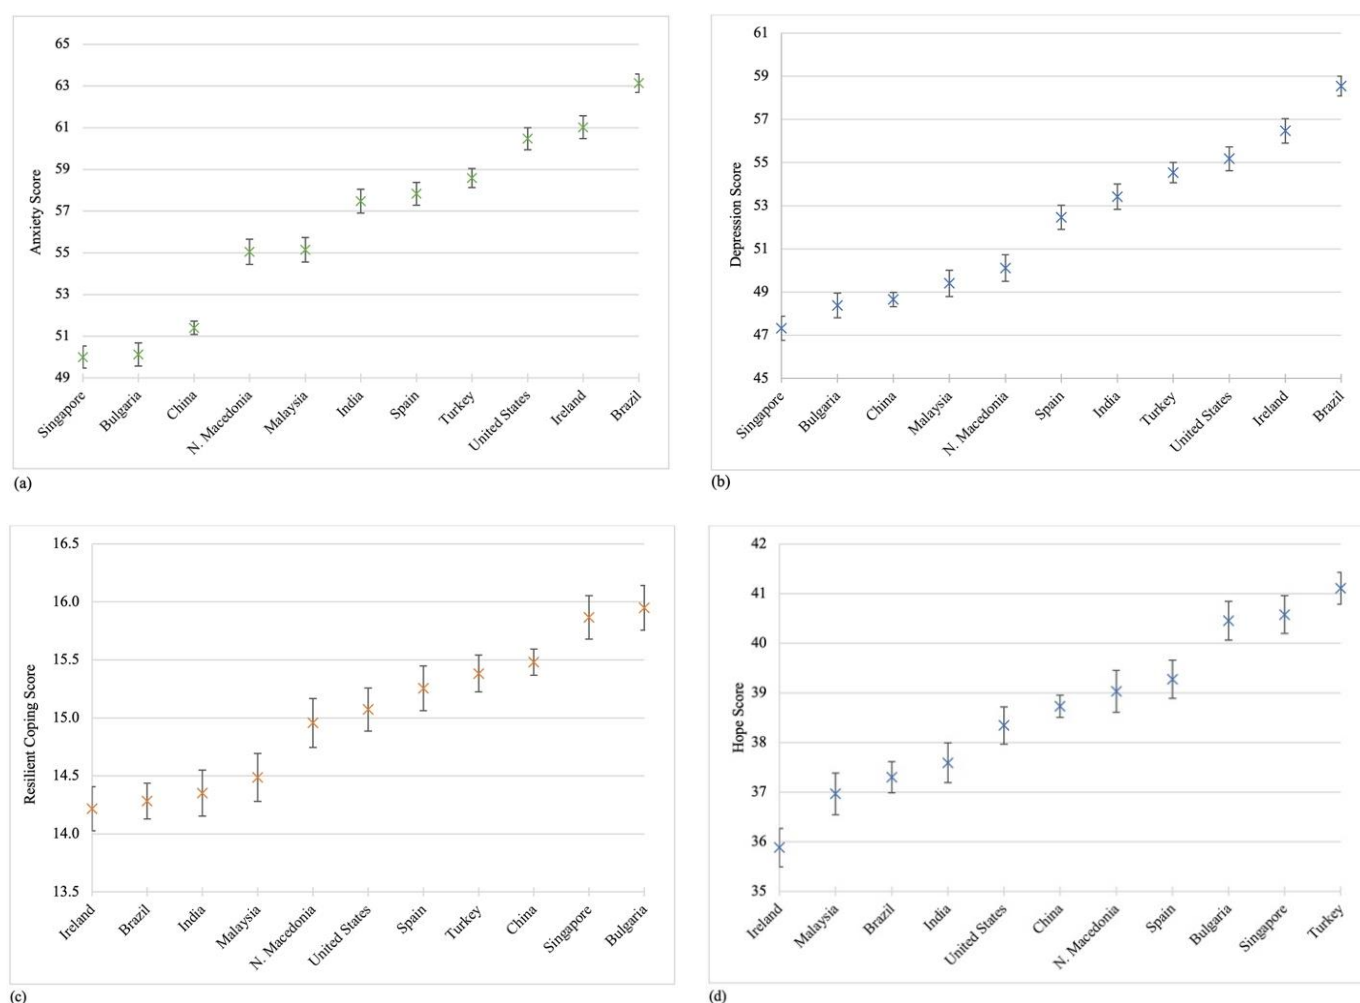 65
63
61
59
57
55
53
51
49
Anxiety Score
Singapore
Bulgaria
China
N. Macedonia
Malaysia
India
Spain
Turkey
United States
Ireland
Brazil
(a)
61
59
57
55
53
51
49
47
45
Depression Score
Singapore
Bulgaria
China
Malaysia
N. Macedonia
Spain
India
Turkey
United States
Ireland
Brazil
(b)
16.5
16.0
15.5
15.0
14.5
14.0
13.5
Resilient Coping Score
Ireland
Brazil
India
Malaysia
N. Macedonia
United States
Spain
Turkey
China
Singapore
Bulgaria
(c)
42
41
40
39
38
37
36
35
Hope Score
Ireland
Malaysia
Brazil
India
United States
China
N. Macedonia
Spain
Bulgaria
Singapore
Turkey
(d)